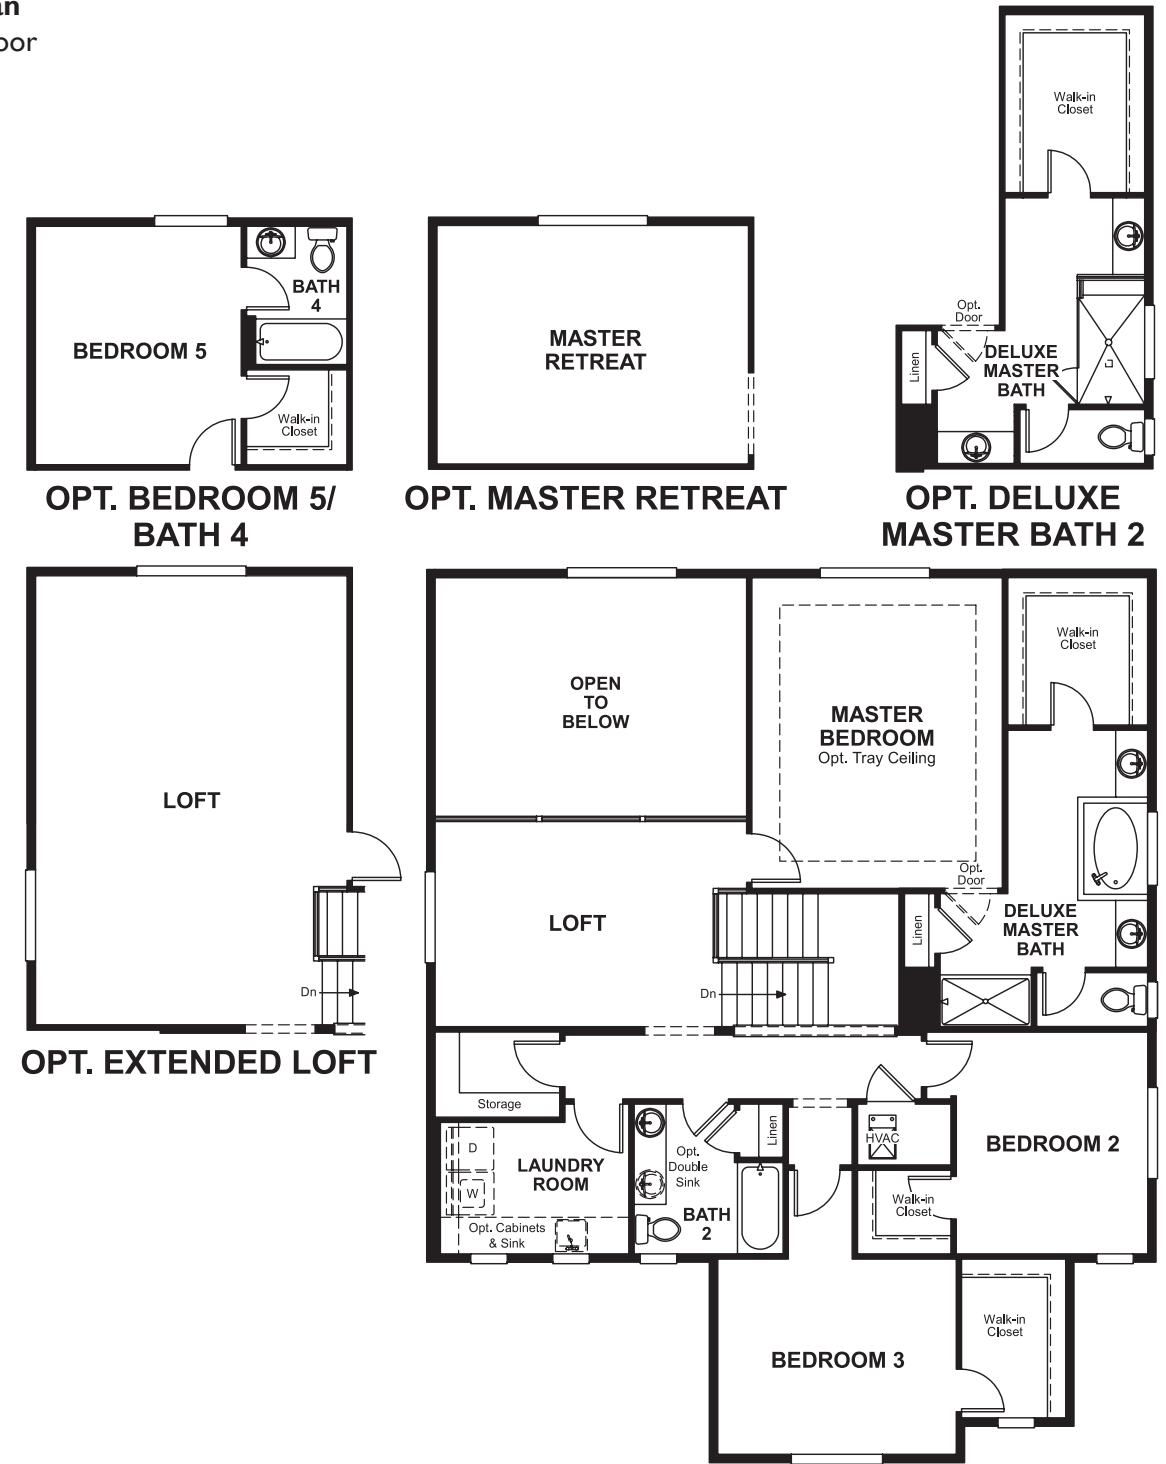 Walk-in
Closet
Opt.
Door
Linen
DELUXE
MASTER
BATH
OPT. DELUXE
MASTER BATH 2
BATH
4
BEDROOM 5
Walk-in
Closet
OPT. BEDROOM 5/
BATH 4
MASTER
RETREAT
OPT. MASTER RETREAT
LOFT
Dn
OPT. EXTENDED LOFT
OPEN
TO
BELOW
MASTER
BEDROOM
Opt. Tray Ceiling
Walk-in
Closet
Opt.
Door
LOFT
Linen
DELUXE
MASTER
BATH
Dn
Storage
D
W
LAUNDRY
ROOM
Opt. Cabinets
& Sink
Opt.
Double
Sink
BATH
2
Linen
HVAC
BEDROOM 2
Walk-in
Closet
BEDROOM 3
Walk-in
Closet